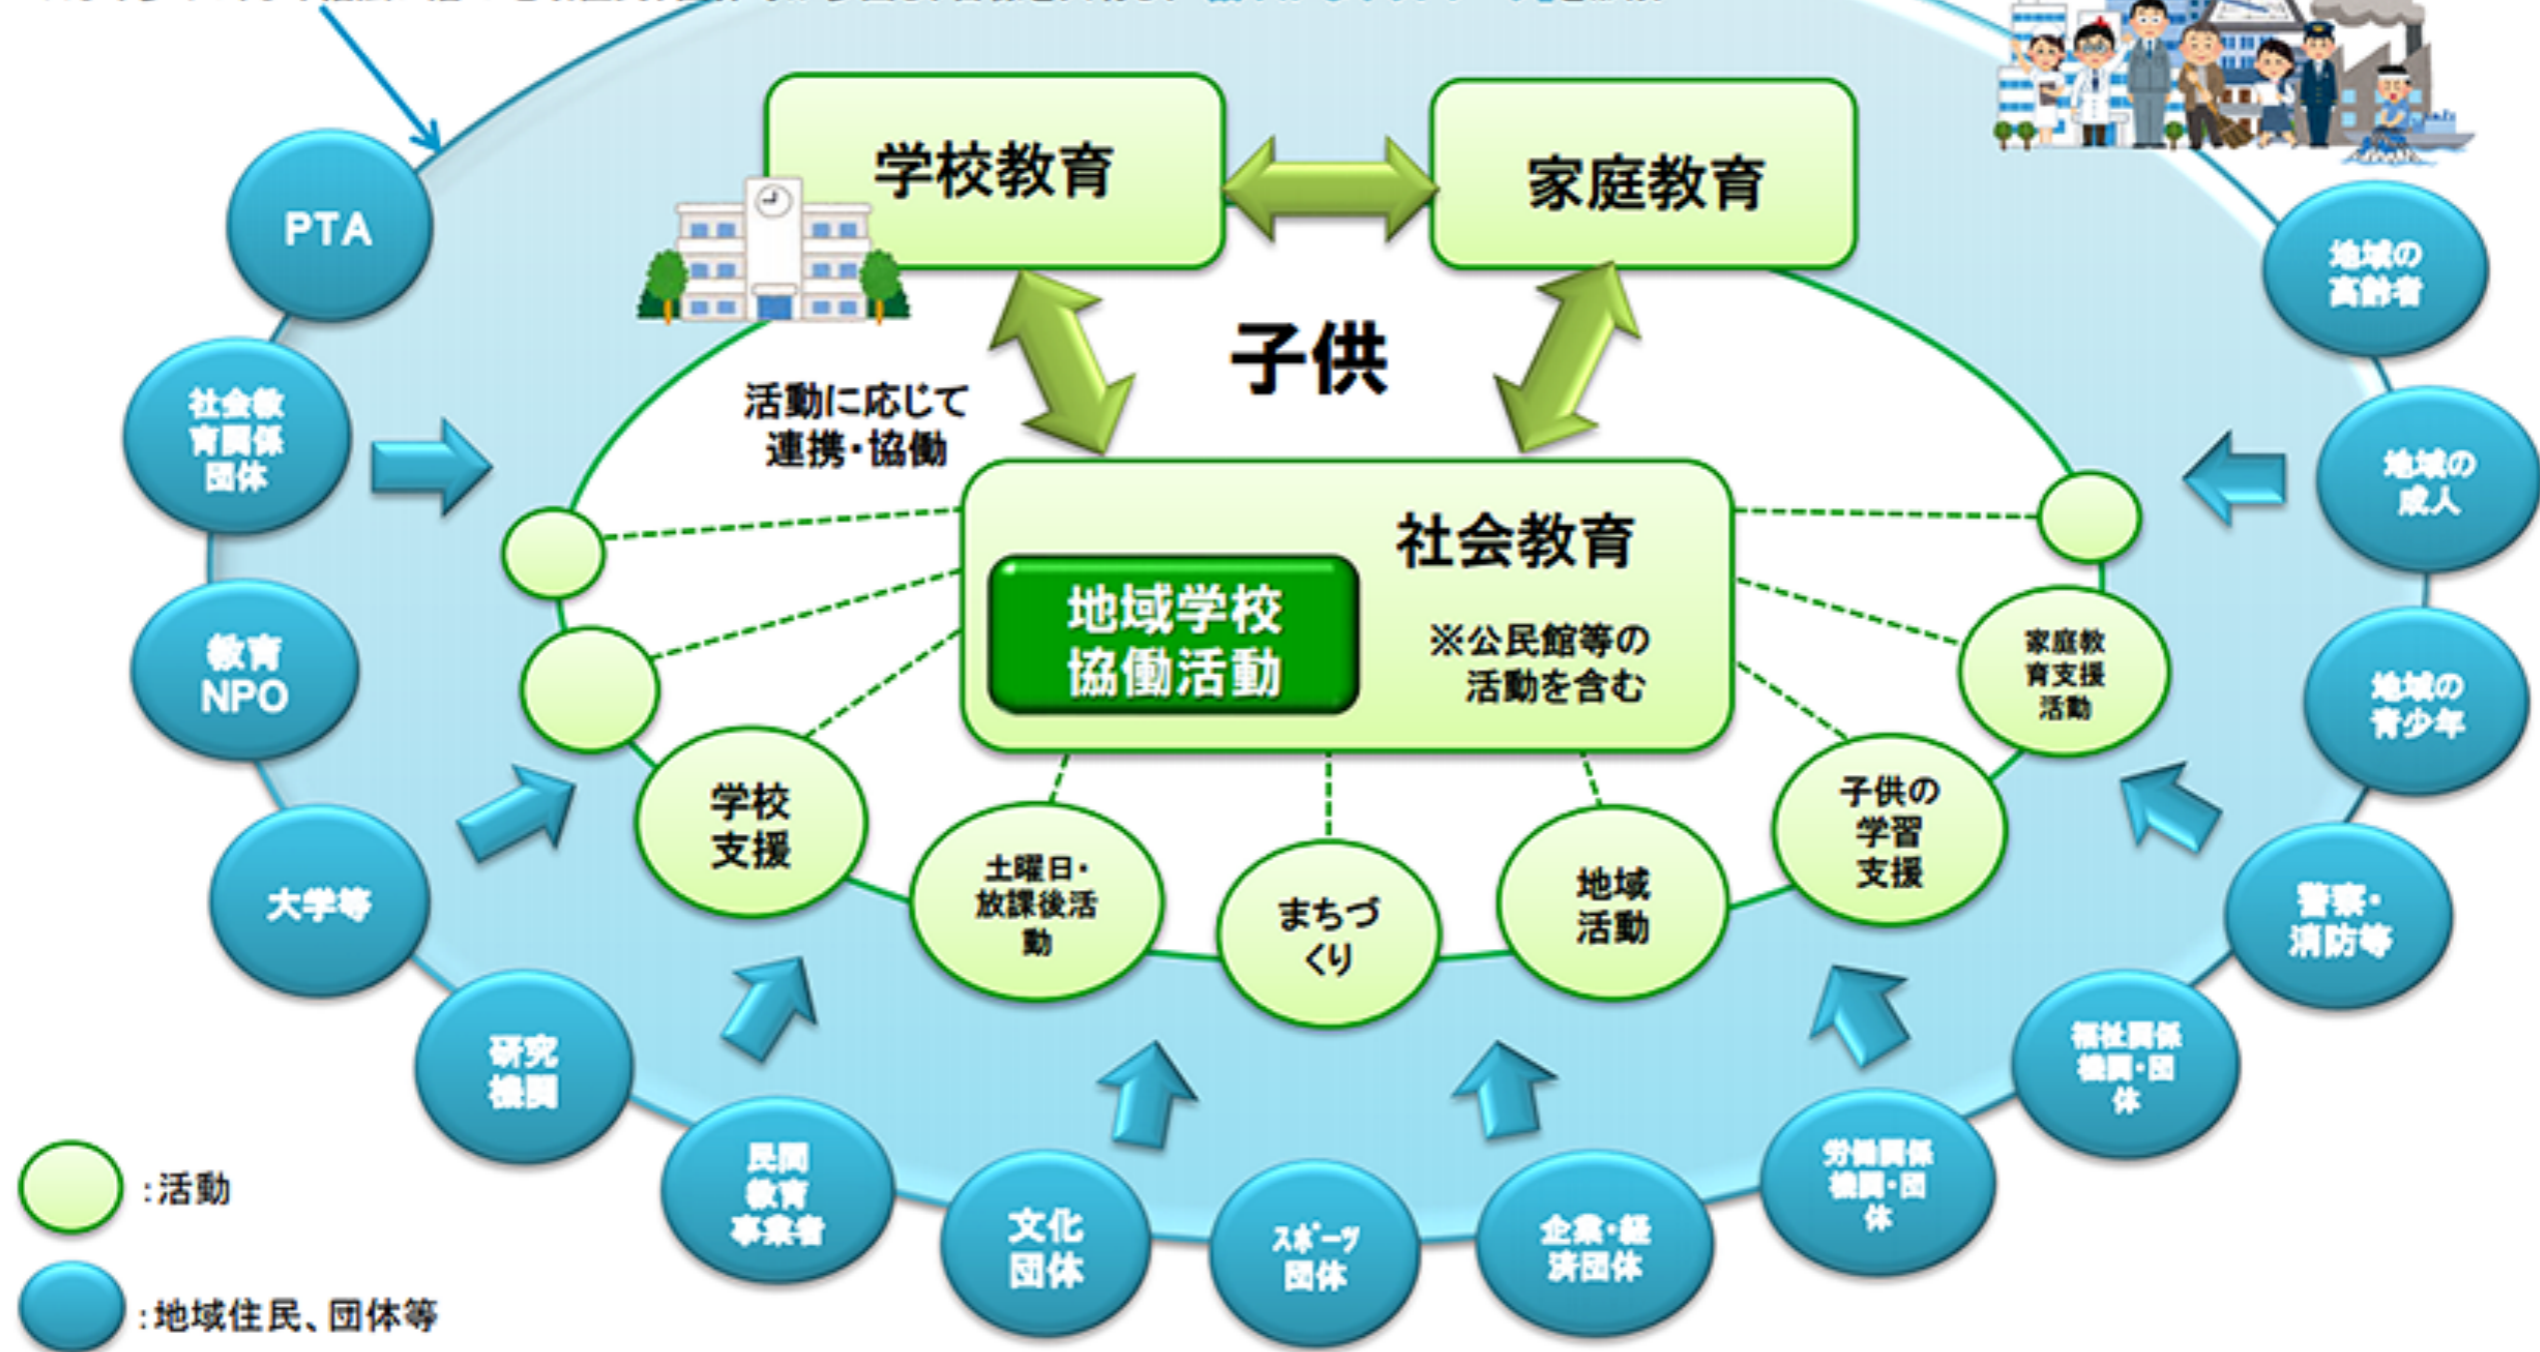 学校教育
家庭教育
子供
活動に応じて
連携・協働
社会教育
地域学校
協働活動
※公民館等の
活動を含む
PTA
社会教
育関係
団体
教育
NPO
大学等
研究
機関
民間
教育
事業者
文化
団体
スポーツ
団体
企業・経
済団体
労働関係
機関・団
体
福祉関係
機関・団
体
警察・
消防等
地域の
青少年
地域の
成人
地域の
高齢者
学校
支援
土曜日・
放課後活
動
まちづ
くり
地域
活動
子供の
学習
支援
家庭教
育支援
活動
:活動
:地域住民、団体等